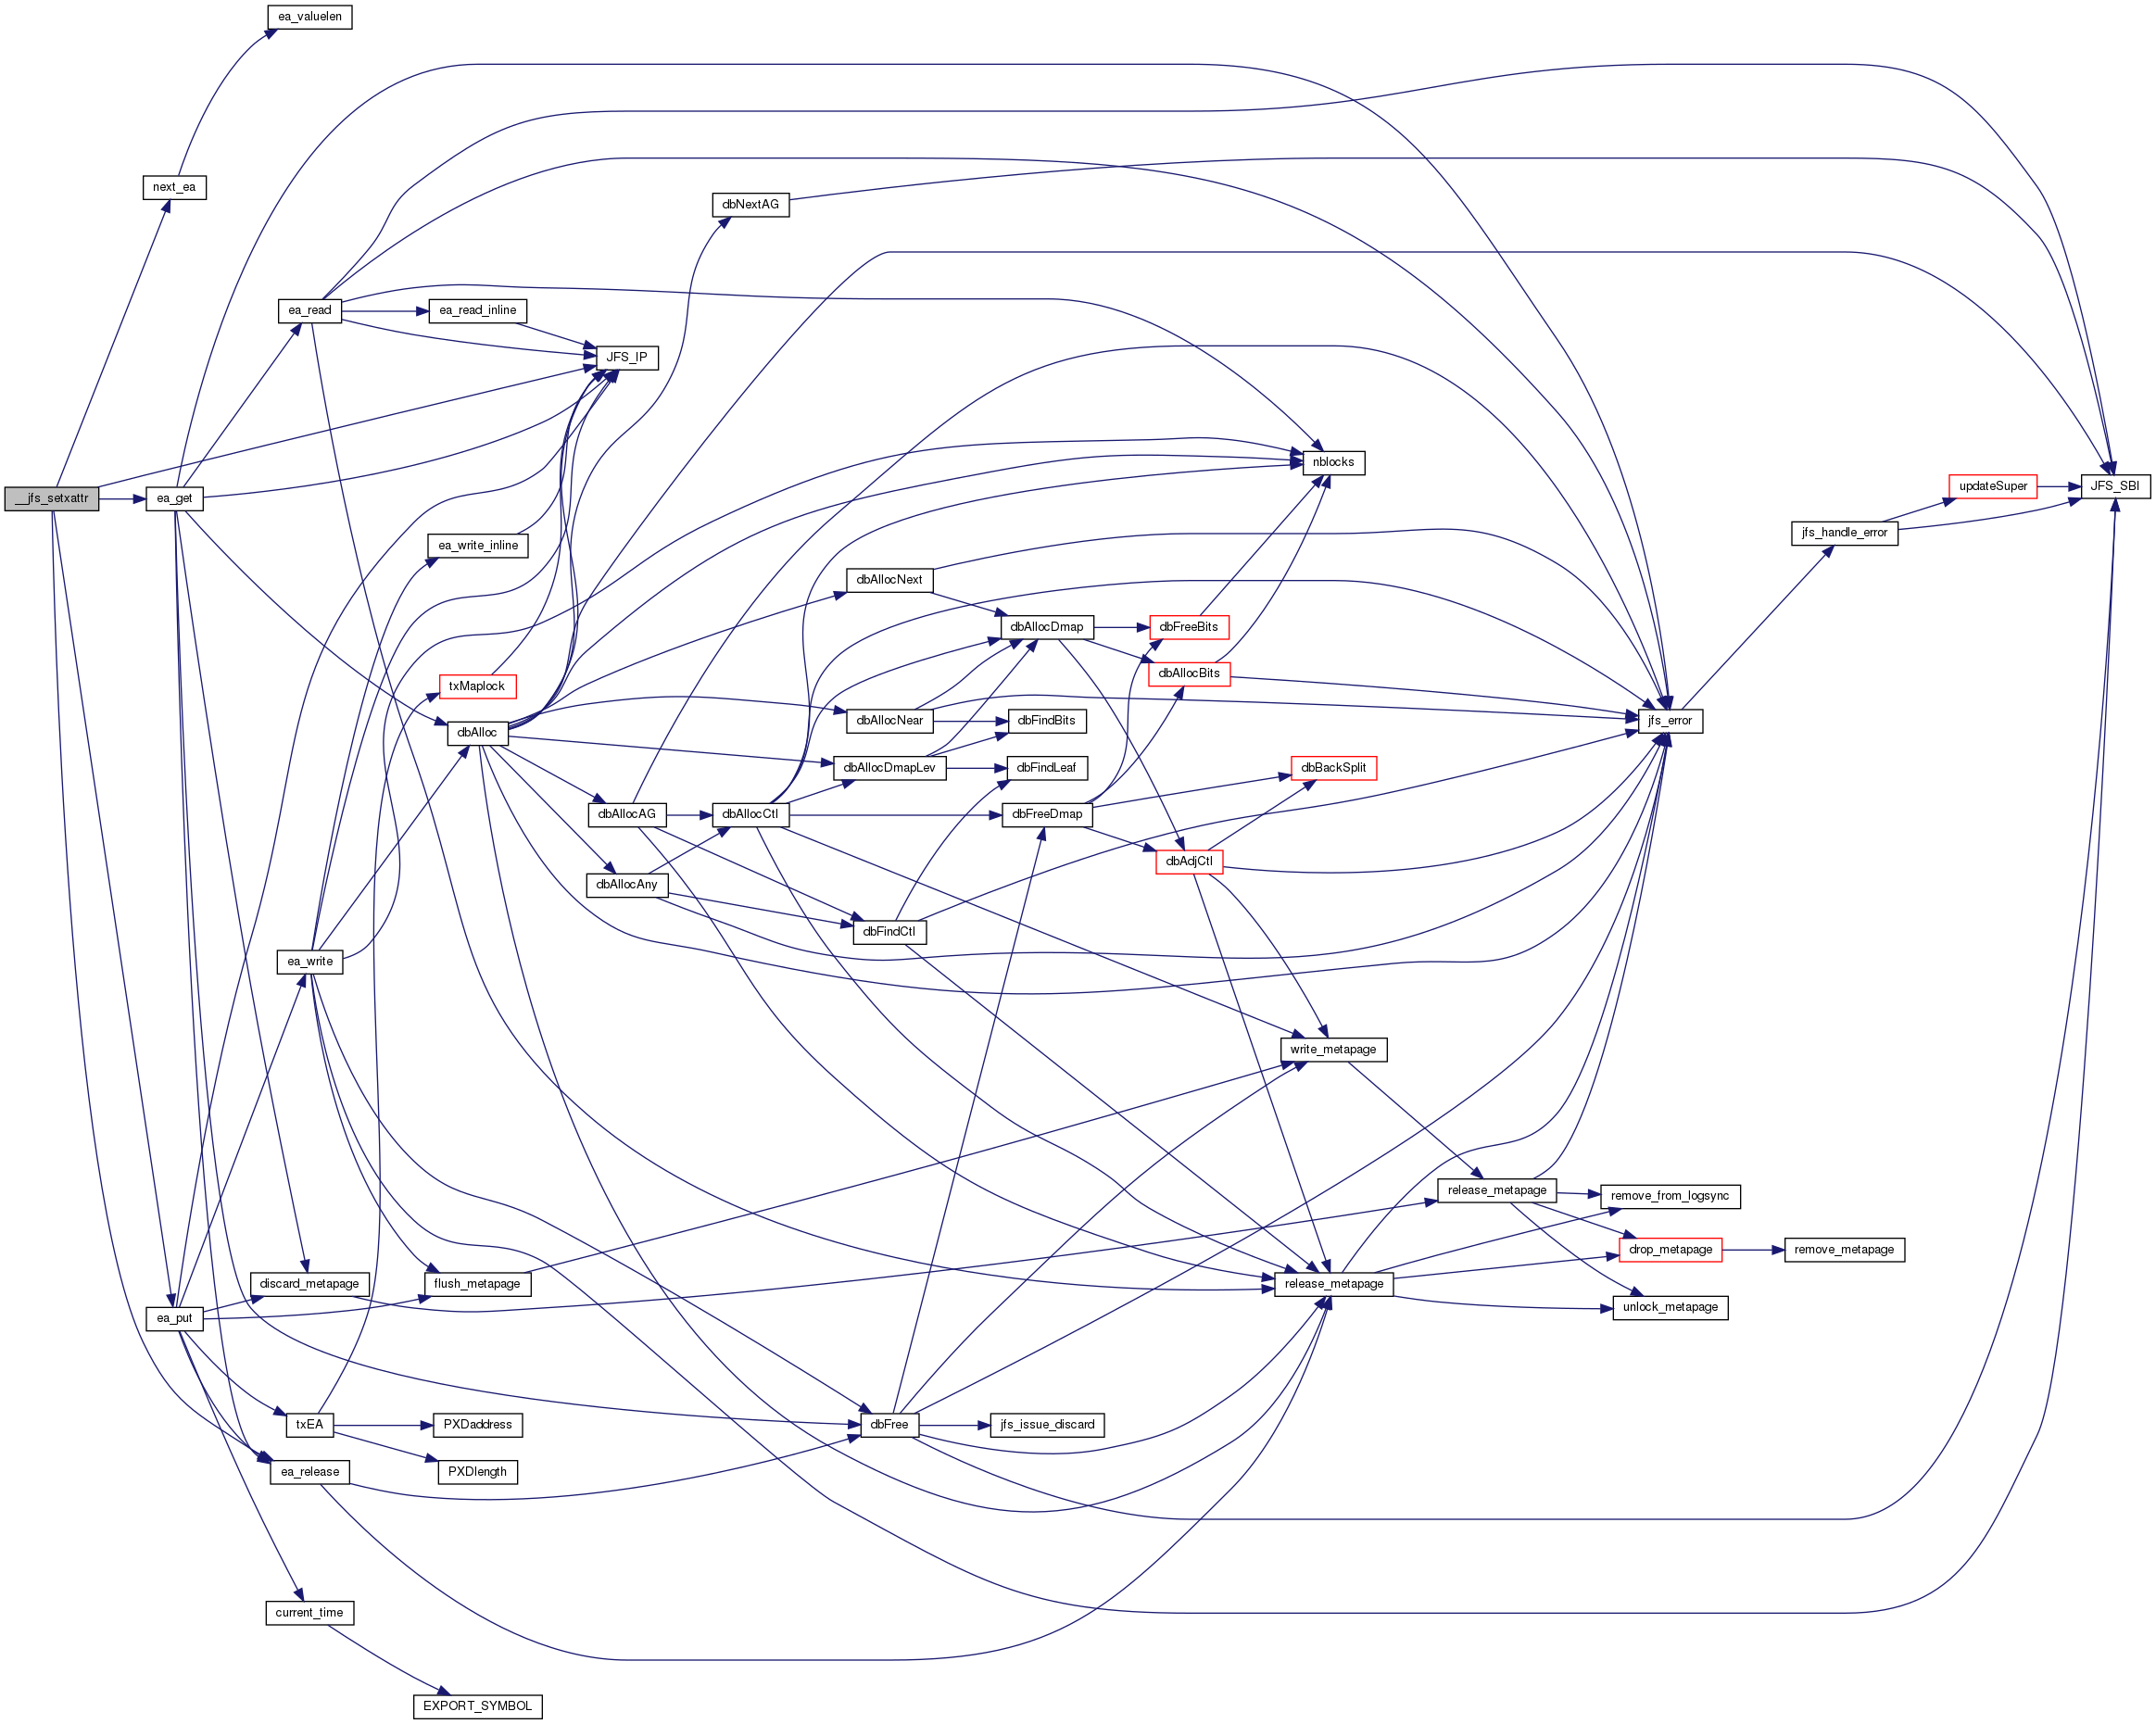 ea_valuelen
next_ea
dbNextAG
ea_read
ea_read_inline
JFS_IP
nblocks
__jfs_setxattr
ea_get
updateSuper
JFS_SBI
jfs_handle_error
ea_write_inline
dbAllocNext
dbAllocDmap
dbFreeBits
dbAllocBits
txMaplock
dbAlloc
dbAllocNear
dbFindBits
jfs_error
dbAllocDmapLev
dbFindLeaf
dbBackSplit
dbAllocAG
dbAllocCtl
dbFreeDmap
dbAdjCtl
dbAllocAny
dbFindCtl
ea_write
write_metapage
release_metapage
remove_from_logsync
drop_metapage
remove_metapage
discard_metapage
flush_metapage
release_metapage
unlock_metapage
ea_put
txEA
PXDaddress
dbFree
jfs_issue_discard
ea_release
PXDlength
current_time
EXPORT_SYMBOL